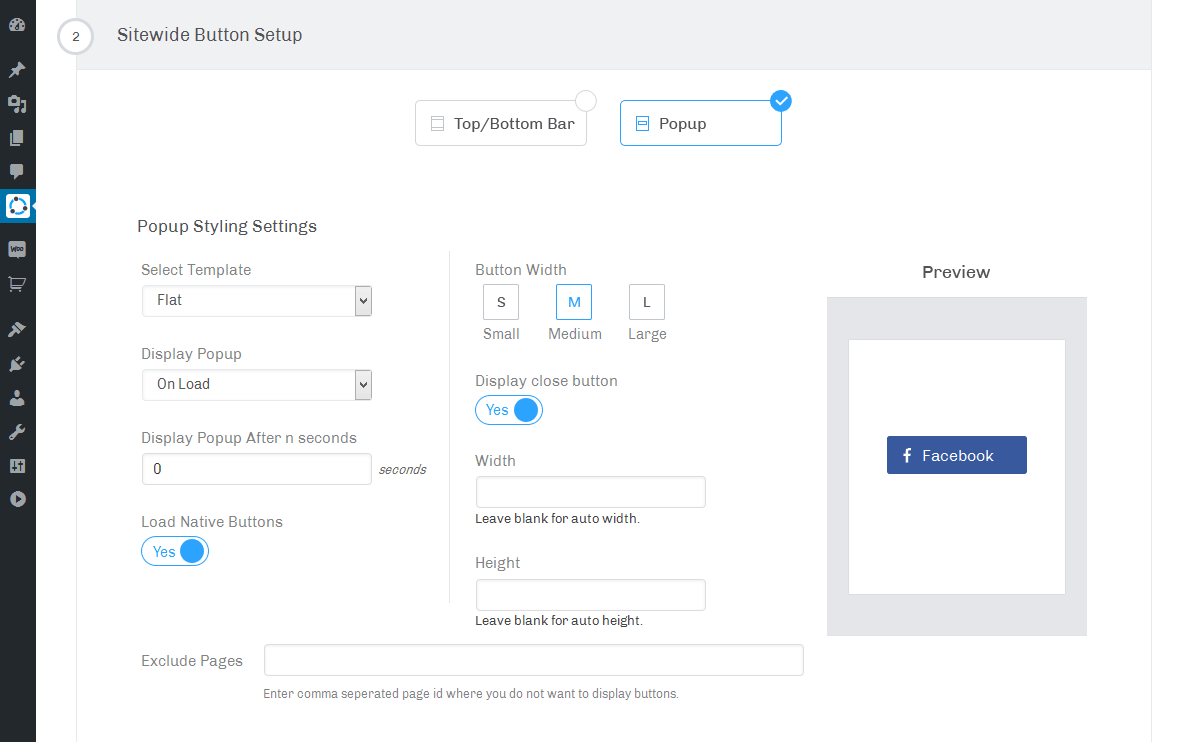 2
Sitewide Button Setup
Top/Bottom Bar
Popup
Popup Styling Settings
Select Template
Flat
Display Popup
On Load
Display Popup After n seconds
0
seconds
Load Native Buttons
Yes
Button Width
S
M
L
Small
Medium
Large
Display close button
Yes
Width
Leave blank for auto width.
Height
Leave blank for auto height.
Preview
f Facebook
Exclude Pages
Enter comma seperated page id where you do not want to display buttons.
Woo